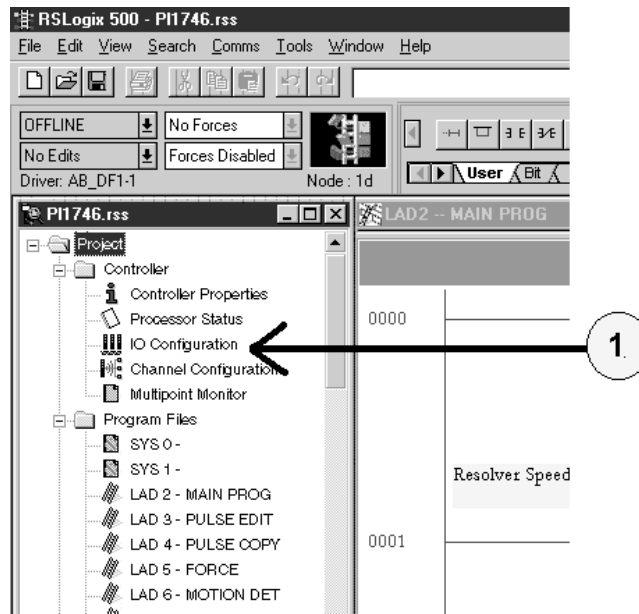 RSLogix 500 - PI1746.rss
File Edit View Search Comms Tools Window Help
OFFLINE
No Forces
No Edits
Forces Disabled
Driver: AB_DF1-1
Node : 1d
User
Bit
PI1746.rss
LAD2 -- MAIN PROG
Project
Controller
Controller Properties
Processor Status
IO Configuration
Channel Configuration
Multipoint Monitor
Program Files
SYS 0 -
SYS 1 -
LAD 2 - MAIN PROG
LAD 3 - PULSE EDIT
LAD 4 - PULSE COPY
LAD 5 - FORCE
LAD 6 - MOTION DET
0000
Resolver Speed
0001
1.